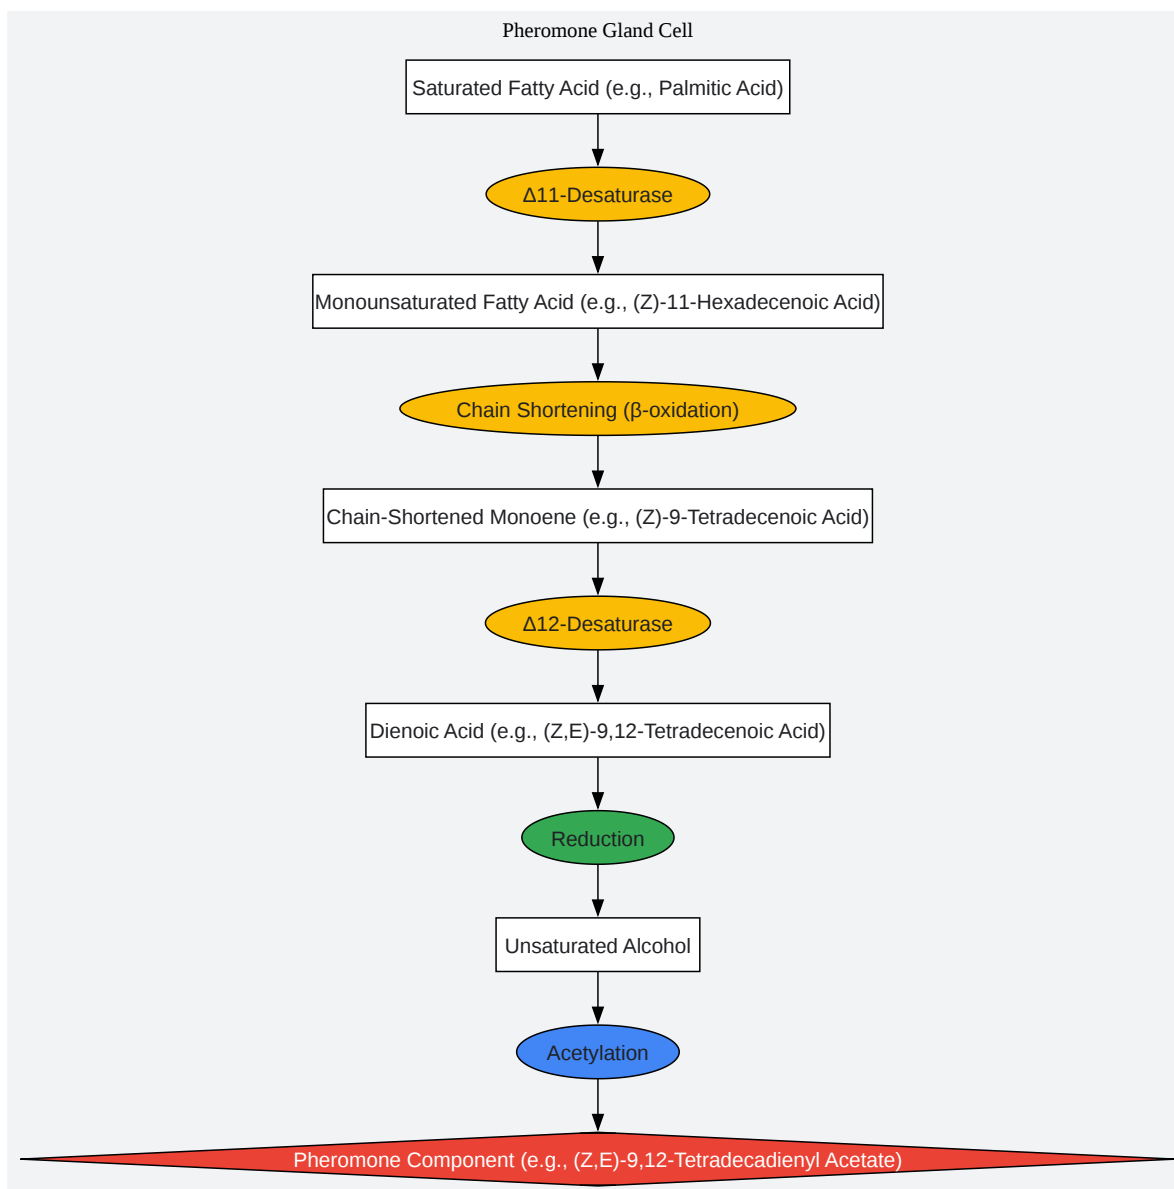 Pheromone Gland Cell
Saturated Fatty Acid (e.g., Palmitic Acid)
Δ11-Desaturase
Monounsaturated Fatty Acid (e.g., (Z)-11-Hexadecenoic Acid)
Chain Shortening (β-oxidation)
Chain-Shortened Monoene (e.g., (Z)-9-Tetradecenoic Acid)
Δ12-Desaturase
Dienoic Acid (e.g., (Z,E)-9,12-Tetradecenoic Acid)
Reduction
Unsaturated Alcohol
Acetylation
Pheromone Component (e.g., (Z,E)-9,12-Tetradecadienyl Acetate)